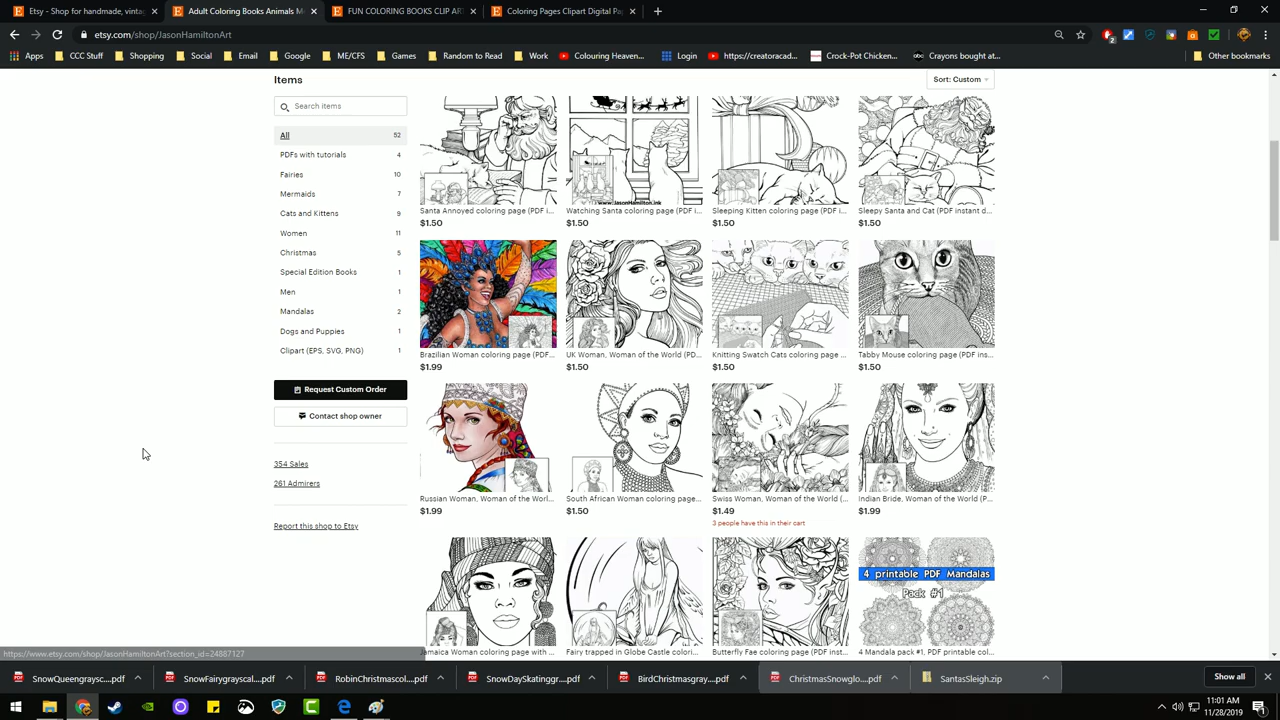 Etsy - Shop for handmade, vintag
Adult Coloring Books Animals M
FUN COLORING BOOKS CLIP AR
Coloring Pages Clipart Digital Pa
etsy.com/shop/JasonHamiltonArt
Apps
CCC Stuff
Shopping
Social
Email
Google
ME/CFS
Games
Random to Read
Work
Colouring Heaven...
Login
https://creatoracad...
Crock-Pot Chicken...
Crayons bought at...
Other bookmarks
Items
Sort: Custom
Search items
All 52
PDFs with tutorials 4
Fairies 10
Mermaids 7
Cats and Kittens 9
Women 11
Christmas 5
Special Edition Books 1
Men 1
Mandalas 2
Dogs and Puppies 1
Clipart (EPS, SVG, PNG) 1
Request Custom Order
Contact shop owner
354 Sales
261 Admirers
Report this shop to Etsy
www.JasonHamilton.ink
Santa Annoyed coloring page (PDF i...
$1.50
Watching Santa coloring page (PDF i...
$1.50
Sleeping Kitten coloring page (PDF i...
$1.50
Sleepy Santa and Cat (PDF instant d...
$1.50
Brazilian Woman coloring page (PDF...
$1.99
UK Woman, Woman of the World (PD...
$1.50
Knitting Swatch Cats coloring page ...
$1.50
Tabby Mouse coloring page (PDF ins...
$1.50
Russian Woman, Woman of the Worl...
$1.99
South African Woman coloring page...
$1.50
Swiss Woman, Woman of the World (...
$1.49
3 people have this in their cart
Indian Bride, Woman of the World (P...
$1.99
4 printable PDF Mandalas
Pack #1
Jamaica Woman coloring page with ...
Fairy trapped in Globe Castle colori...
Butterfly Fae coloring page (PDF inst...
4 Mandala pack #1, PDF printable col...
https://www.etsy.com/shop/JasonHamiltonArt?section_id=24887127
SnowQueengraysc....pdf
SnowFairygrayscal....pdf
RobinChristmascol....pdf
SnowDaySkatinggr....pdf
BirdChristmasgray....pdf
ChristmasSnowglo....pdf
SantasSleigh.zip
Show all
11:01 AM
11/28/2019